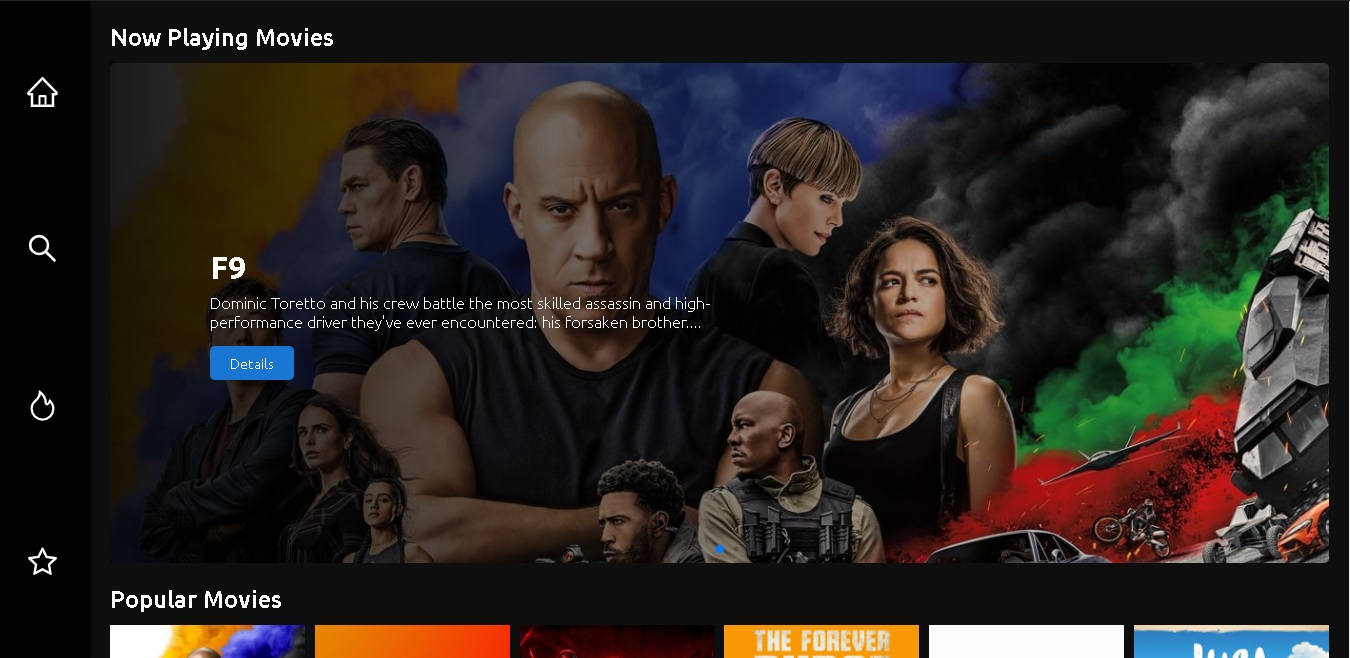 Now Playing Movies
F9
Dominic Toretto and his crew battle the most skilled assassin and high-
performance driver they've ever encountered: his forsaken brother....
Details
Popular Movies
THE FOREVER